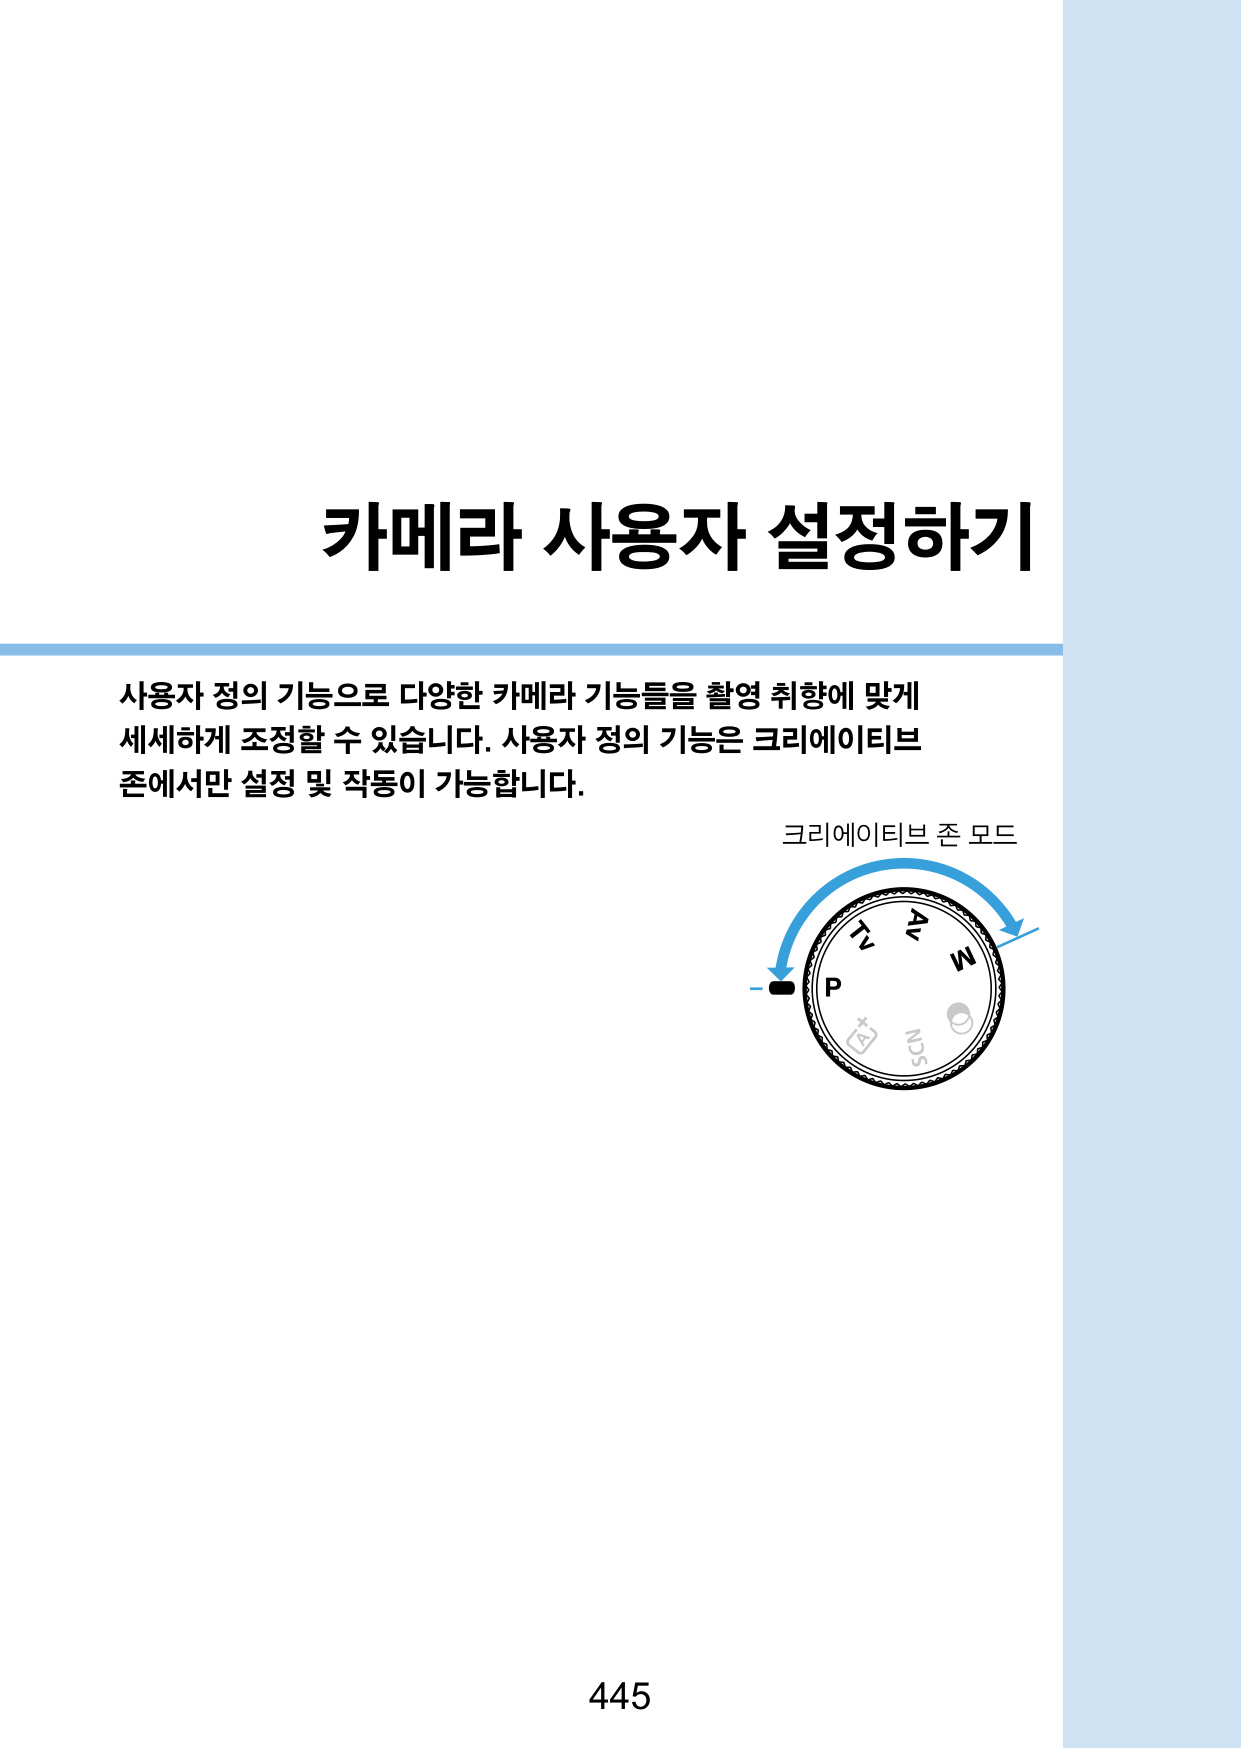 카메라 사용자 설정하기
사용자 정의 기능으로 다양한 카메라 기능들을 촬영 취향에 맞게
세세하게 조정할 수 있습니다. 사용자 정의 기능은 크리에이티브
존에서만 설정 및 작동이 가능합니다.
크리에이티브 존 모드
P
Tv
Av
M
A+
SCN
445